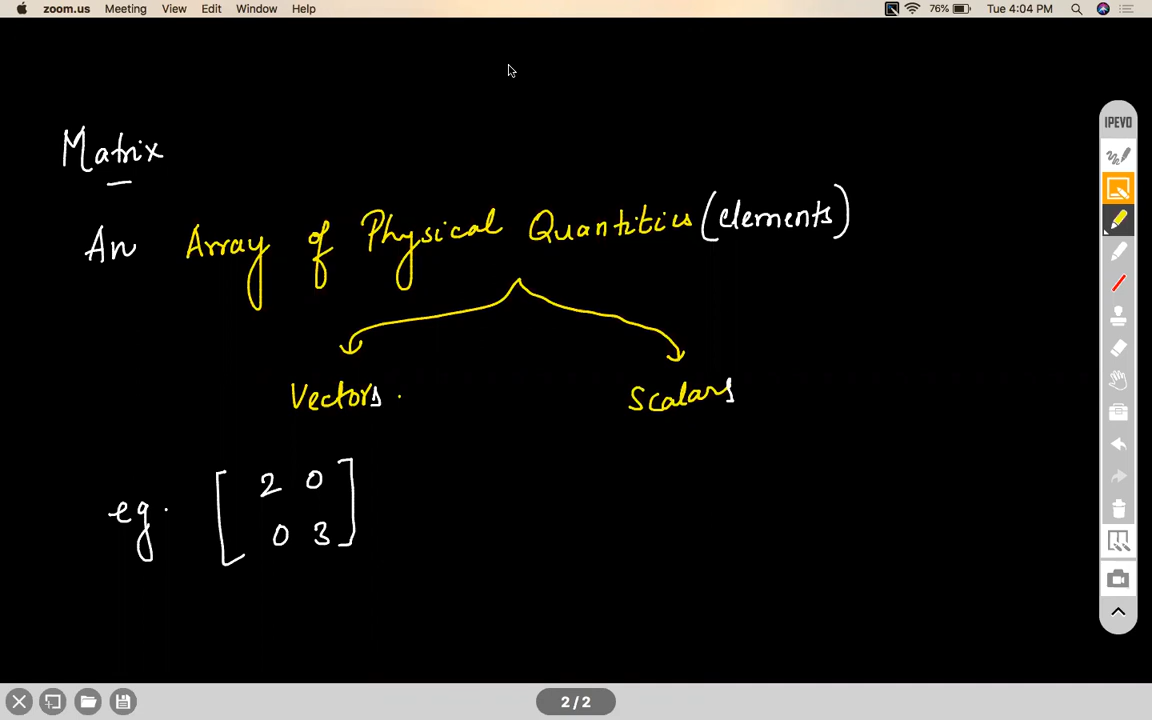 zoom.us Meeting View Edit Window Help 76% Tue 4:04 PM
IPEVO
Matrix
An Array of Physical Quantities (elements)
Vectors. Scalars
eg. [ 2 0
0 3 ]
2/2